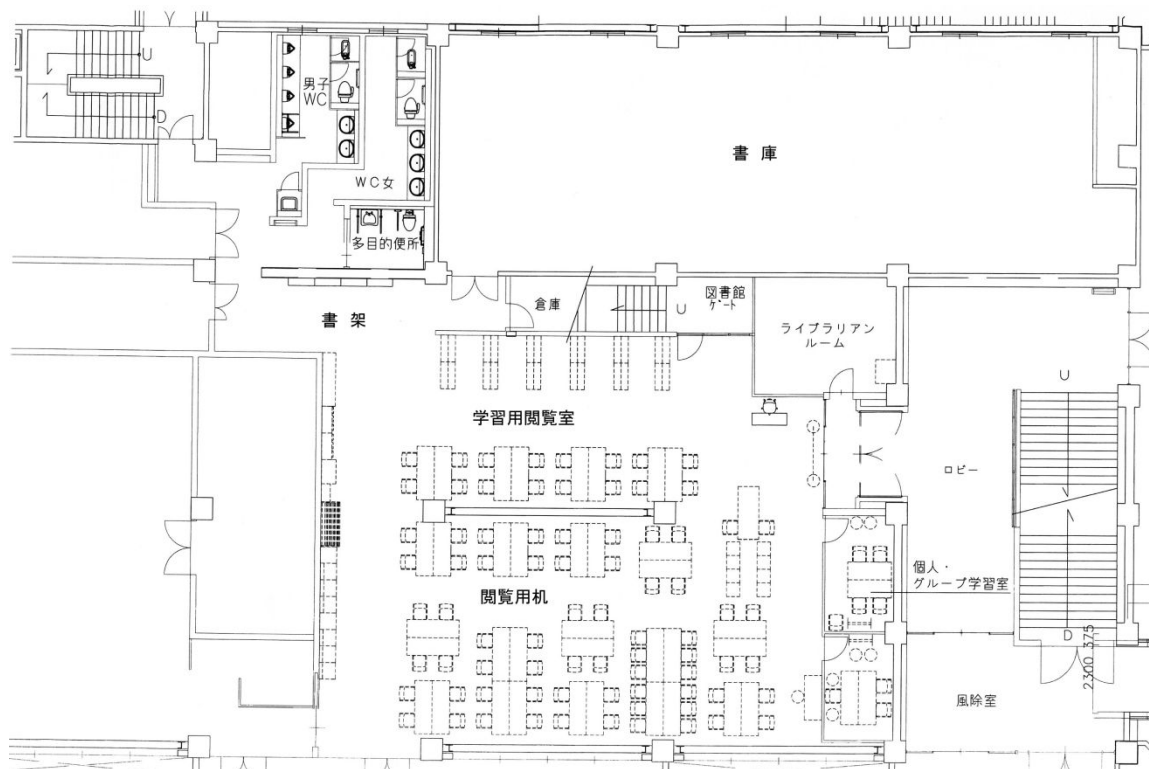 U
D
男子
WC
WC女
多目的便所
書庫
書架
倉庫
U
図書館
ゲート
ライブラリアン
ルーム
U
学習用閲覧室
ロビー
個人・
グループ学習室
閲覧用机
D
2300 375
風除室